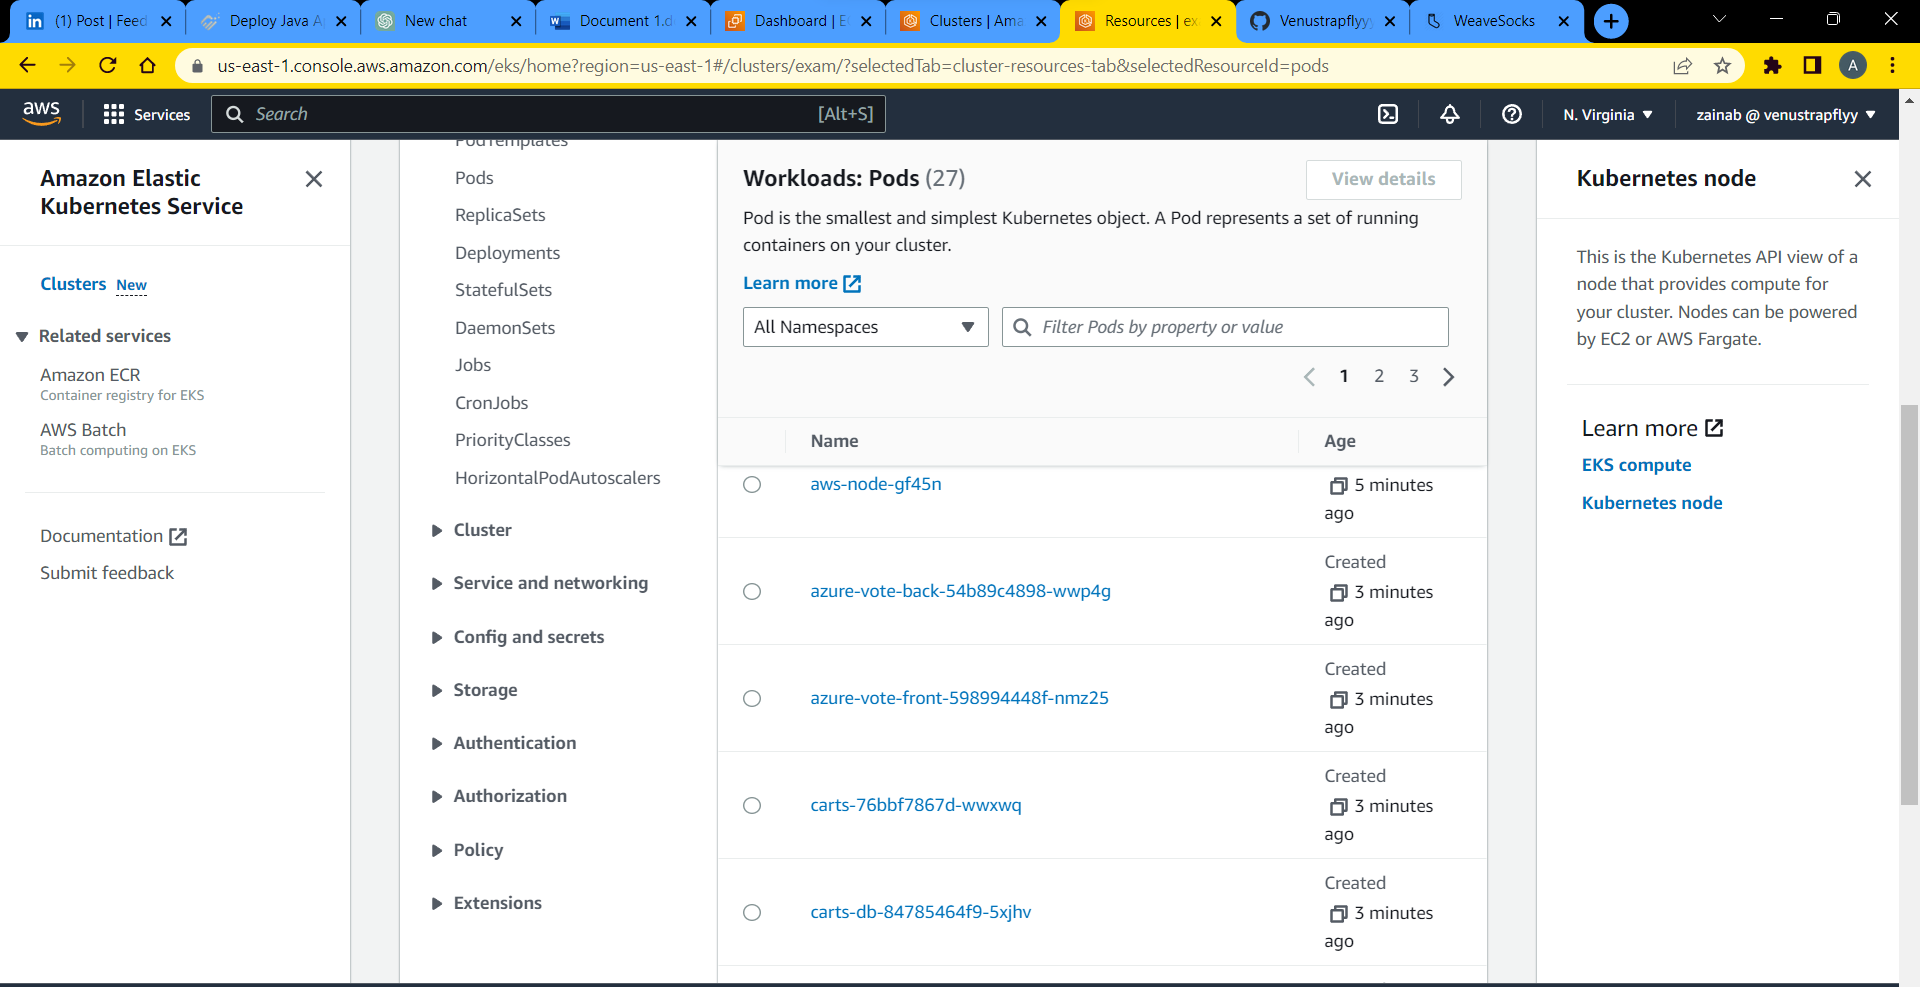 (1) Post | Feed
Deploy Java A
New chat
Document 1.d
Dashboard | E
Clusters | Ama
Resources | ex
Venustrapflyy
WeaveSocks
us-east-1.console.aws.amazon.com/eks/home?region=us-east-1#/clusters/exam/?selectedTab=cluster-resources-tab&selectedResourceId=pods
A
aws
Services
Search
[Alt+S]
N. Virginia
zainab @ venustrapflyy
Amazon Elastic
Kubernetes Service
Clusters New
Related services
Amazon ECR
Container registry for EKS
AWS Batch
Batch computing on EKS
Documentation
Submit feedback
PodTemplates
Pods
ReplicaSets
Deployments
StatefulSets
DaemonSets
Jobs
CronJobs
PriorityClasses
HorizontalPodAutoscalers
Cluster
Service and networking
Config and secrets
Storage
Authentication
Authorization
Policy
Extensions
Workloads: Pods (27)
View details
Pod is the smallest and simplest Kubernetes object. A Pod represents a set of running
containers on your cluster.
Learn more
All Namespaces
Filter Pods by property or value
1 2 3
Name
Age
aws-node-gf45n
5 minutes
ago
azure-vote-back-54b89c4898-wwp4g
Created
3 minutes
ago
azure-vote-front-598994448f-nmz25
Created
3 minutes
ago
carts-76bbf7867d-wwxwq
Created
3 minutes
ago
carts-db-84785464f9-5xjhv
Created
3 minutes
ago
Kubernetes node
This is the Kubernetes API view of a
node that provides compute for
your cluster. Nodes can be powered
by EC2 or AWS Fargate.
Learn more
EKS compute
Kubernetes node